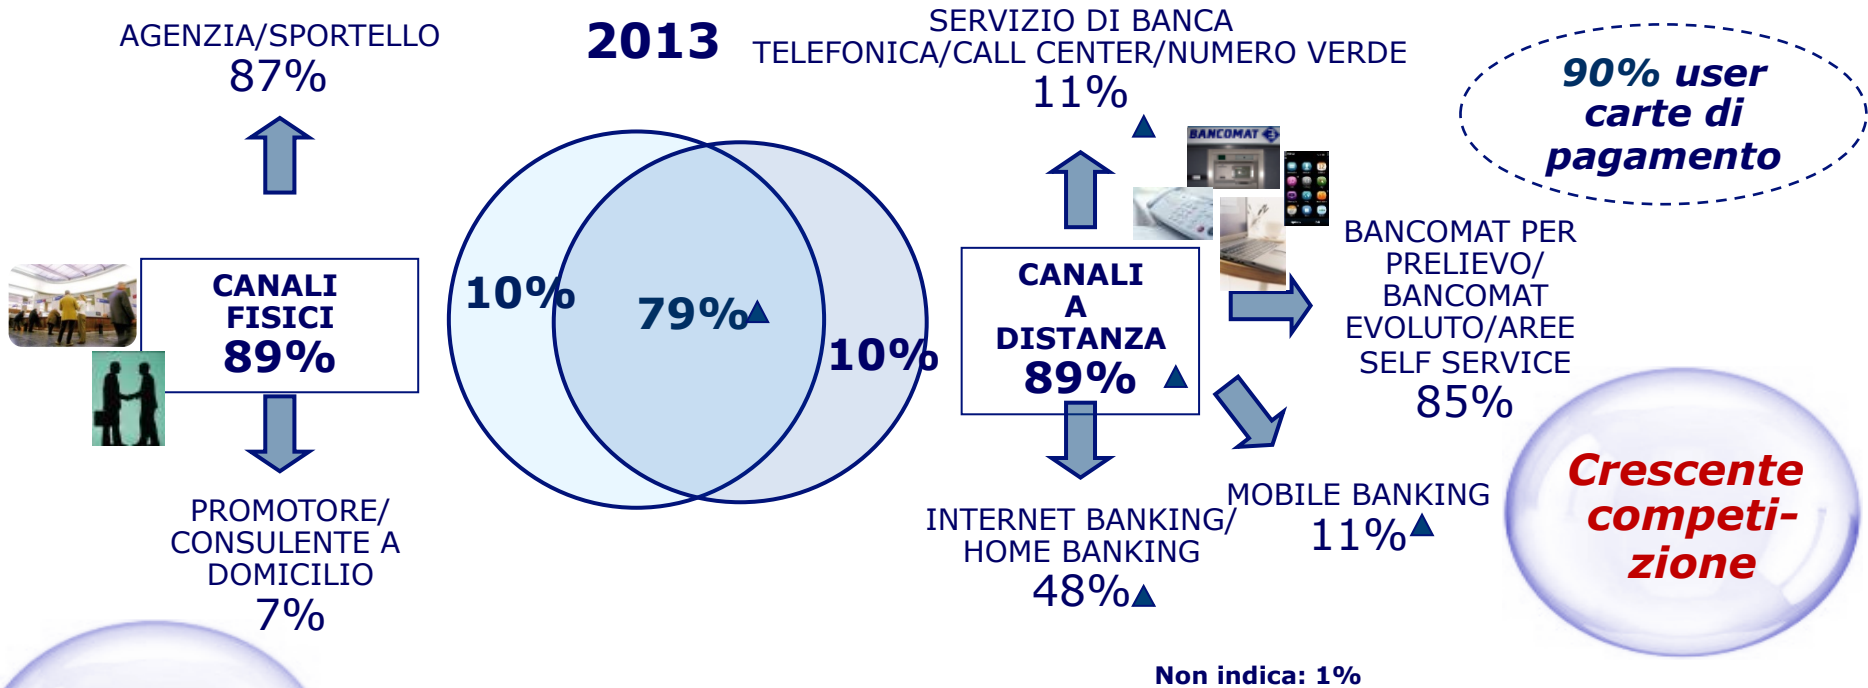 2013
AGENZIA/SPORTELLO
87%
CANALI
FISICI
89%
PROMOTORE/
CONSULENTE A
DOMICILIO
7%
10%
79%
10%
SERVIZIO DI BANCA
TELEFONICA/CALL CENTER/NUMERO VERDE
11%
BANCOMAT
CANALI
A
DISTANZA
89%
BANCOMAT PER
PRELIEVO/
BANCOMAT
EVOLUTO/AREE
SELF SERVICE
85%
INTERNET BANKING/
HOME BANKING
48%
MOBILE BANKING
11%
90% user
carte di
pagamento
Crescente
competi-
zione
Non indica: 1%